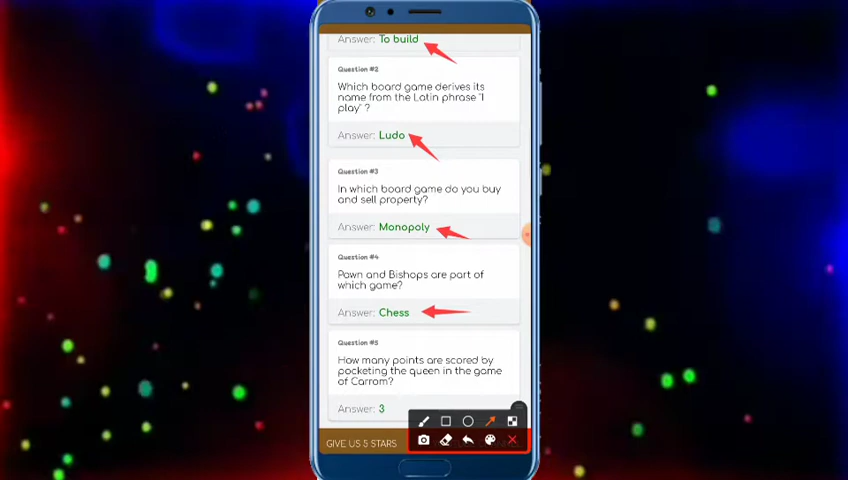 Answer: To build
Question #2
Which board game derives its
name from the Latin phrase "I
play" ?
Answer: Ludo
Question #3
In which board game do you buy
and sell property?
Answer: Monopoly
Question #4
Pawn and Bishops are part of
which game?
Answer: Chess
Question #5
How many points are scored by
pocketing the queen in the game
of Carrom?
Answer: 3
GIVE US 5 STARS